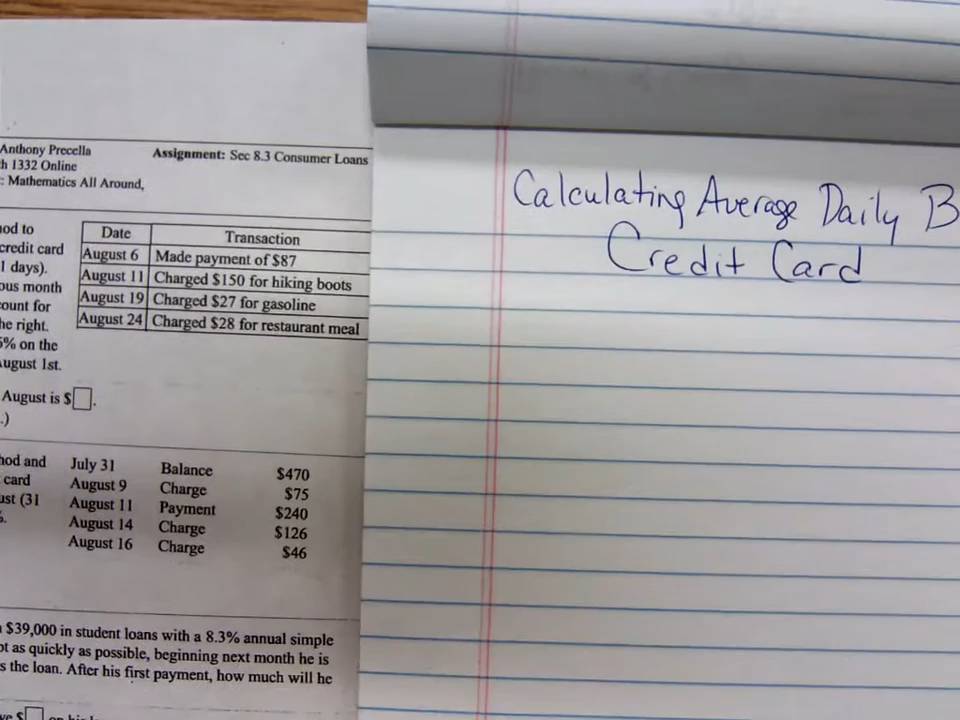 Anthony Precella
Assignment: Sec 8.3 Consumer Loans
h 1332 Online
: Mathematics All Around,
Calculating Average Daily B
Credit Card
od to
credit card
1 days).
ous month
ount for
he right.
% on the
ugust 1st.
Date Transaction
August 6 Made payment of $87
August 11 Charged $150 for hiking boots
August 19 Charged $27 for gasoline
August 24 Charged $28 for restaurant meal
August is $ .
.)
hod and
card
ust (31
July 31 Balance $470
August 9 Charge $75
August 11 Payment $240
August 14 Charge $126
August 16 Charge $46
$39,000 in student loans with a 8.3% annual simple
ot as quickly as possible, beginning next month he is
s the loan. After his first payment, how much will he